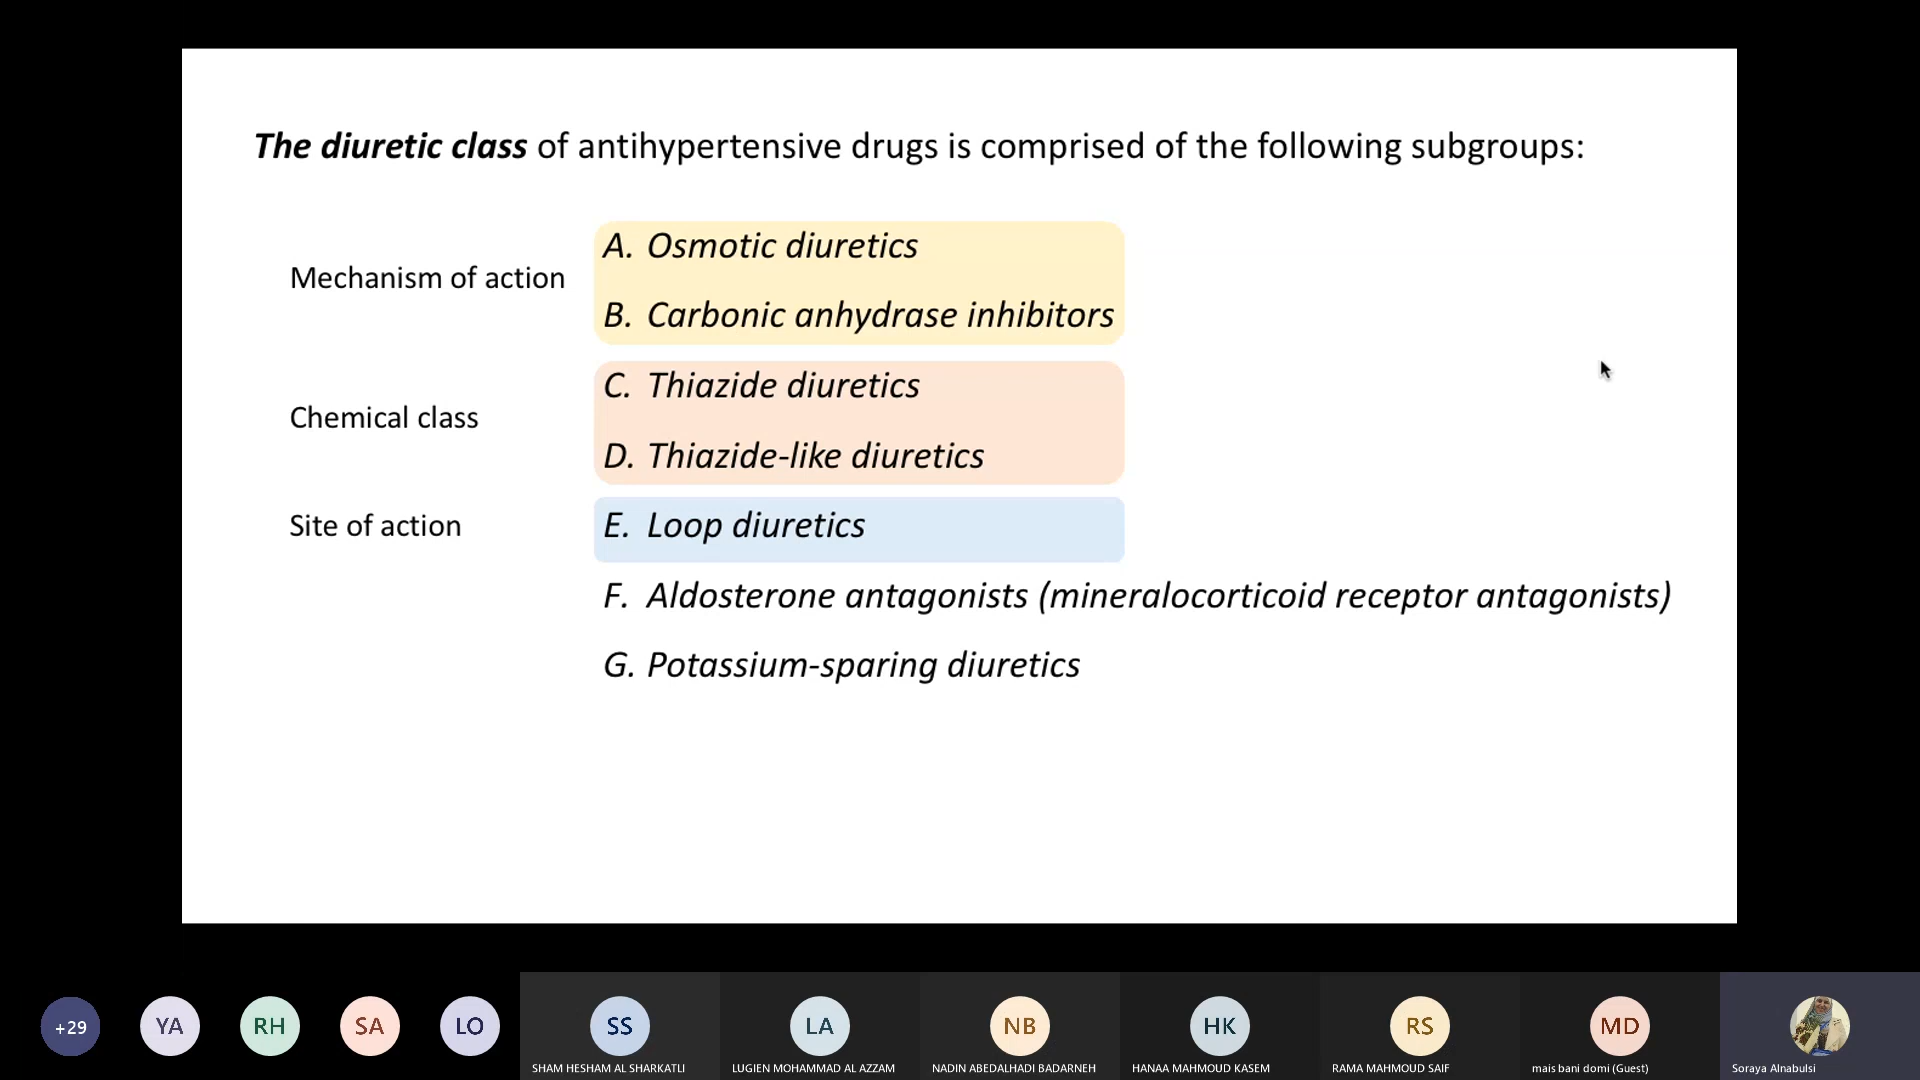 The diuretic class of antihypertensive drugs is comprised of the following subgroups:
Mechanism of action
A. Osmotic diuretics
B. Carbonic anhydrase inhibitors
Chemical class
C. Thiazide diuretics
D. Thiazide-like diuretics
Site of action
E. Loop diuretics
F. Aldosterone antagonists (mineralocorticoid receptor antagonists)
G. Potassium-sparing diuretics
+29
YA
RH
SA
LO
SS
LA
NB
HK
RS
MD
SHAM HESHAM AL SHARKATLI
LUGIEN MOHAMMAD AL AZZAM
NADIN ABEDALHADI BADARNEH
HANAA MAHMOUD KASEM
RAMA MAHMOUD SAIF
mais bani domi (Guest)
Soraya Alnabulsi